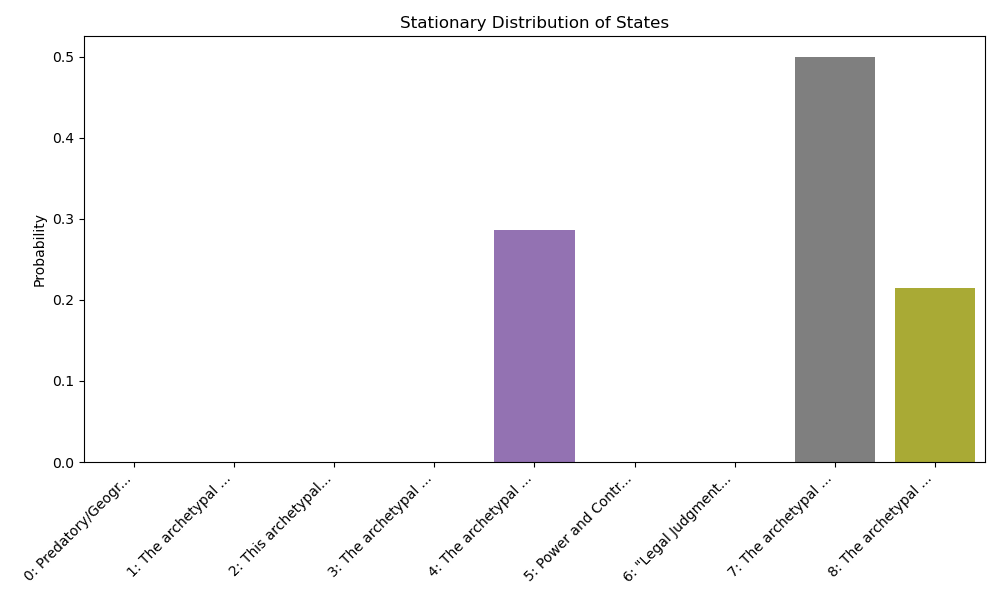 Stationary Distribution of States
Probability
0.5
0.4
0.3
0.2
0.1
0.0
0: Predatory/Geogr...
1: The archetypal ...
2: This archetypal...
3: The archetypal ...
4: The archetypal ...
5: Power and Contr...
6: "Legal Judgment...
7: The archetypal ...
8: The archetypal ...